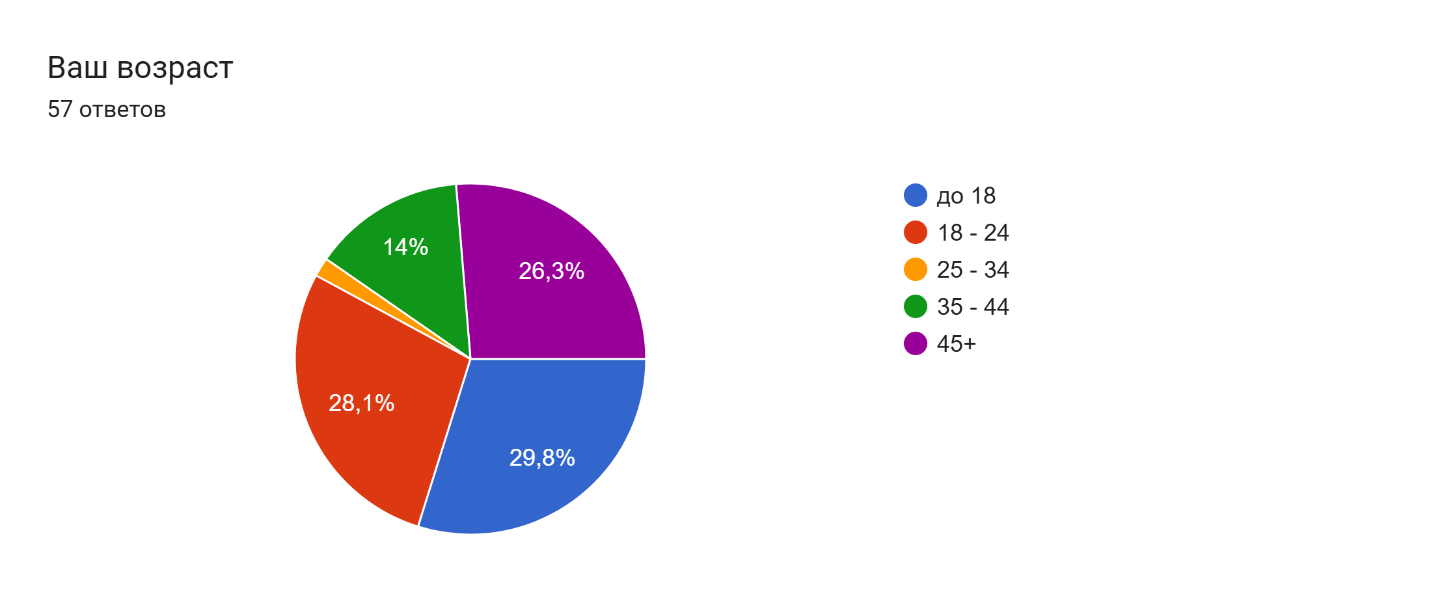 Ваш возраст
57 ответов
14%
26,3%
28,1%
29,8%
до 18
18 - 24
25 - 34
35 - 44
45+